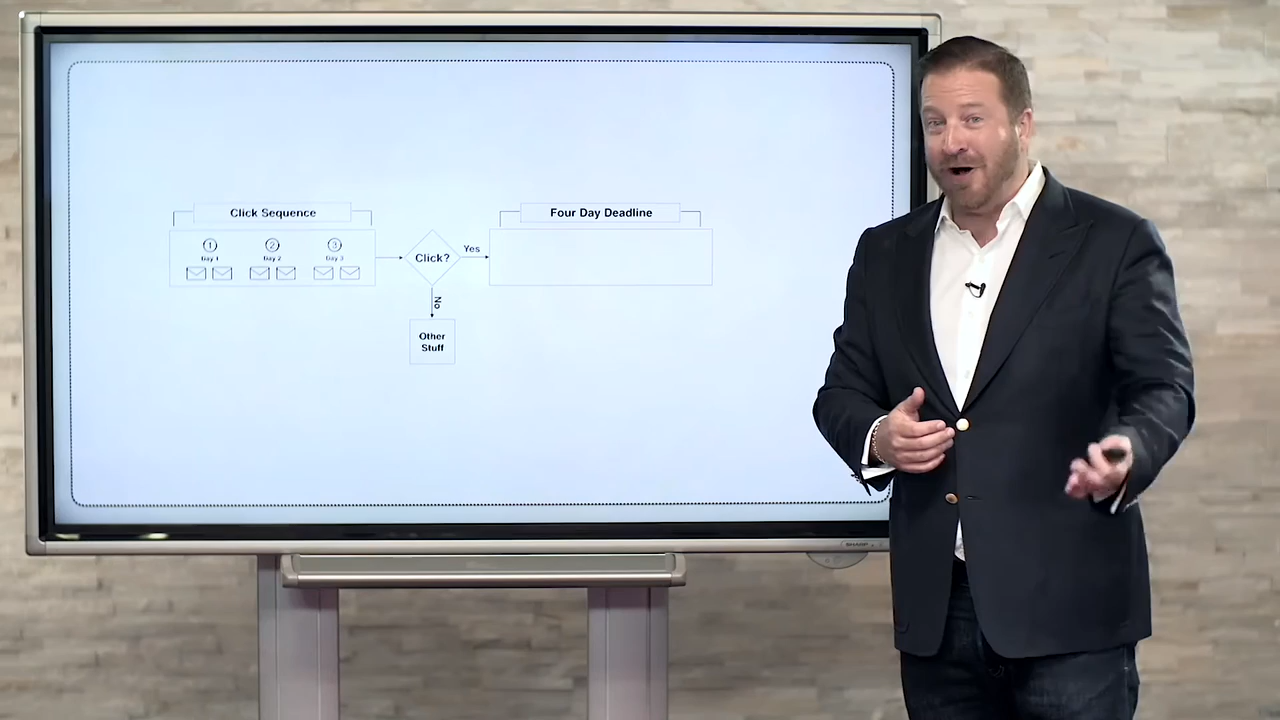 Click Sequence
Four Day Deadline
1
2
3
Day 1
Day 2
Day 3
Click?
Yes
No
Other
Stuff
SHARP